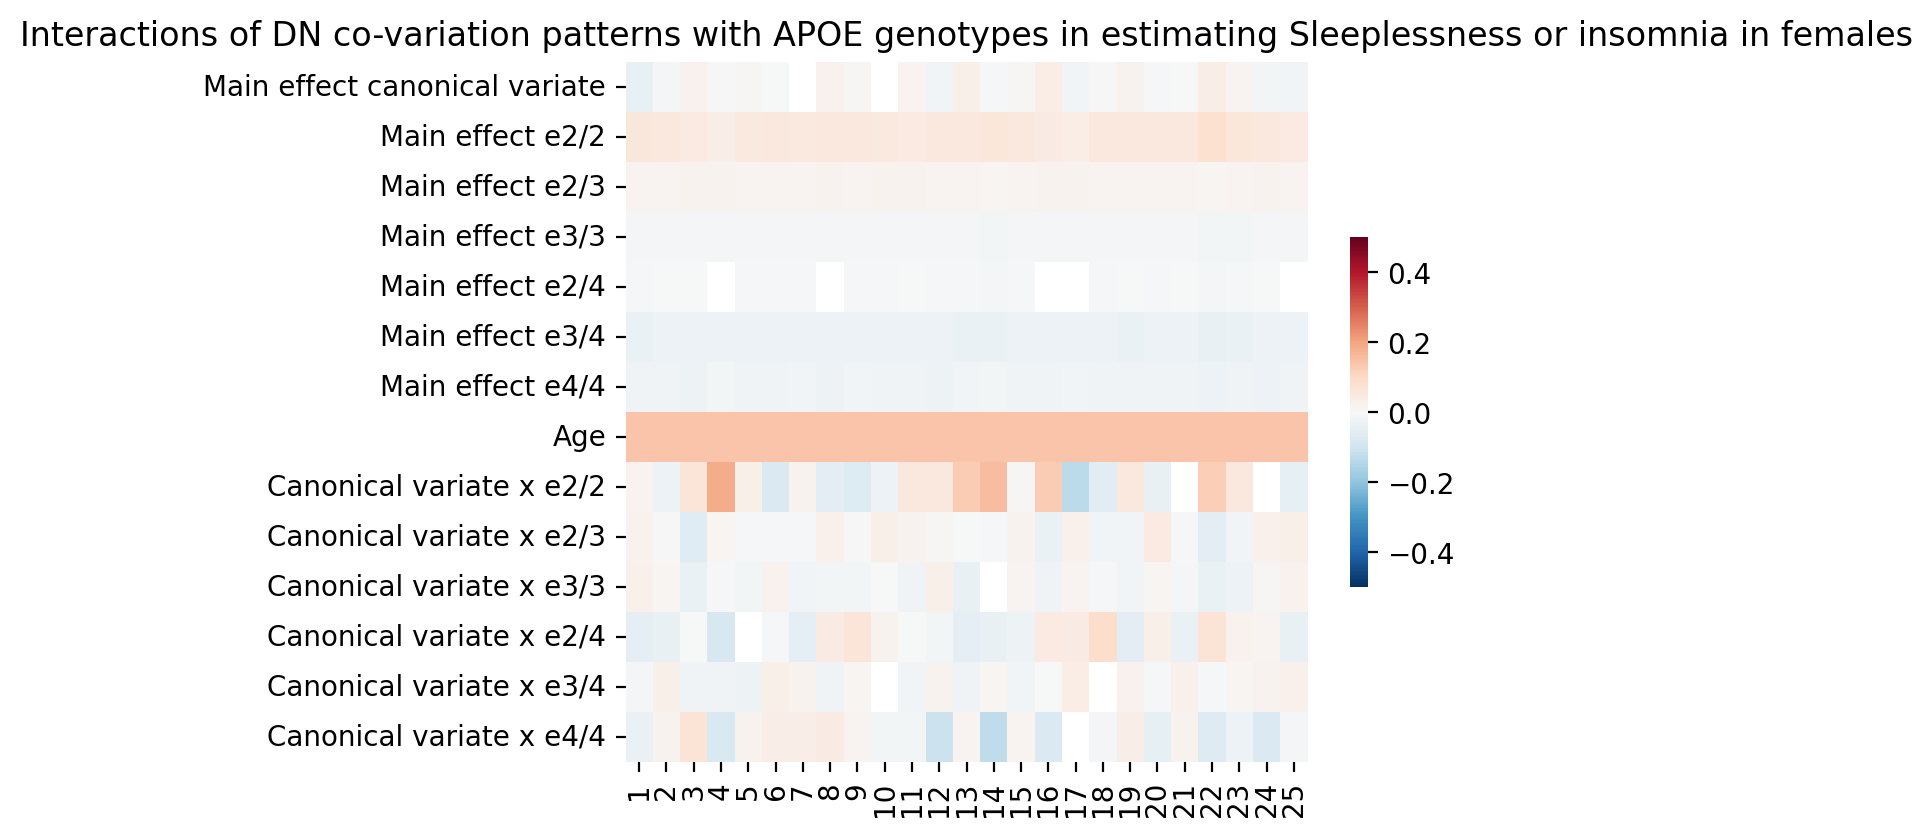 Interactions of DN co-variation patterns with APOE genotypes in estimating Sleeplessness or insomnia in females
Main effect canonical variate
Main effect e2/2
Main effect e2/3
Main effect e3/3
Main effect e2/4
Main effect e3/4
Main effect e4/4
Age
Canonical variate x e2/2
Canonical variate x e2/3
Canonical variate x e3/3
Canonical variate x e2/4
Canonical variate x e3/4
Canonical variate x e4/4
1 2 3 4 5 6 7 8 9 10 11 12 13 14 15 16 17 18 19 20 21 22 23 24 25
0.4
0.2
0.0
−0.2
−0.4